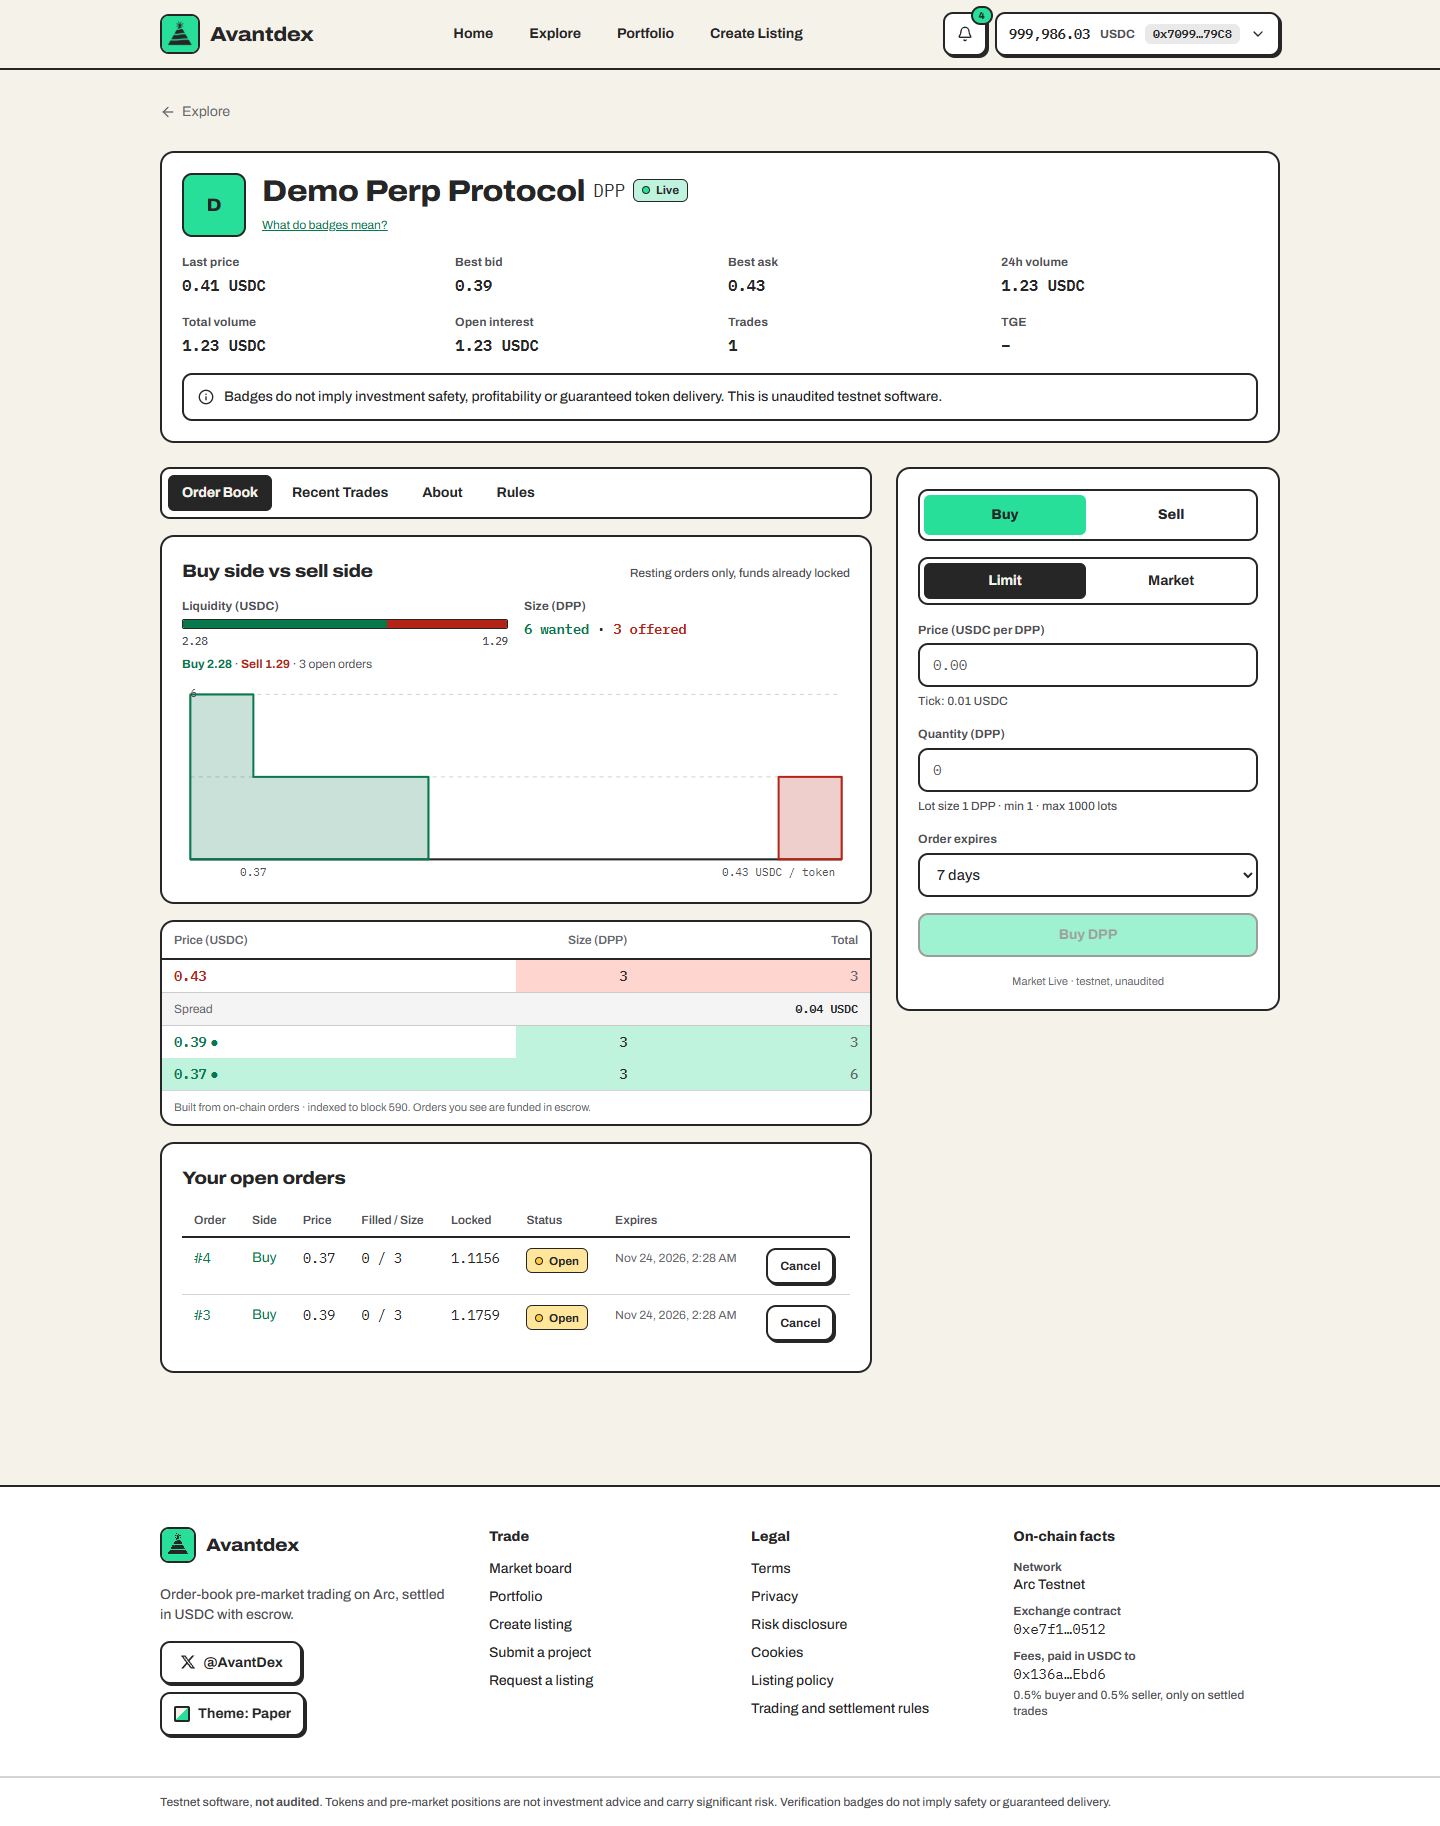 Avantdex
Home Explore Portfolio Create Listing
4
999,986.03 USDC 0x7099…79C8
← Explore
D
Demo Perp Protocol DPP Live
What do badges mean?
Last price Best bid Best ask 24h volume
0.41 USDC 0.39 0.43 1.23 USDC
Total volume Open interest Trades TGE
1.23 USDC 1.23 USDC 1 –
Badges do not imply investment safety, profitability or guaranteed token delivery. This is unaudited testnet software.
Order Book Recent Trades About Rules
Buy side vs sell side Resting orders only, funds already locked
Liquidity (USDC) Size (DPP)
6 wanted · 3 offered
2.28 1.29
Buy 2.28 · Sell 1.29 · 3 open orders
6
0.37 0.43 USDC / token
Price (USDC) Size (DPP) Total
0.43 3 3
Spread 0.04 USDC
0.39 ● 3 3
0.37 ● 3 6
Built from on-chain orders · indexed to block 590. Orders you see are funded in escrow.
Your open orders
Order Side Price Filled / Size Locked Status Expires
#4 Buy 0.37 0 / 3 1.1156 Open Nov 24, 2026, 2:28 AM Cancel
#3 Buy 0.39 0 / 3 1.1759 Open Nov 24, 2026, 2:28 AM Cancel
Buy Sell
Limit Market
Price (USDC per DPP)
0.00
Tick: 0.01 USDC
Quantity (DPP)
0
Lot size 1 DPP · min 1 · max 1000 lots
Order expires
7 days
Buy DPP
Market Live · testnet, unaudited
Avantdex
Order-book pre-market trading on Arc, settled
in USDC with escrow.
@AvantDex
Theme: Paper
Trade
Market board
Portfolio
Create listing
Submit a project
Request a listing
Legal
Terms
Privacy
Risk disclosure
Cookies
Listing policy
Trading and settlement rules
On-chain facts
Network
Arc Testnet
Exchange contract
0xe7f1…0512
Fees, paid in USDC to
0x136a…Ebd6
0.5% buyer and 0.5% seller, only on settled
trades
Testnet software, not audited. Tokens and pre-market positions are not investment advice and carry significant risk. Verification badges do not imply safety or guaranteed delivery.